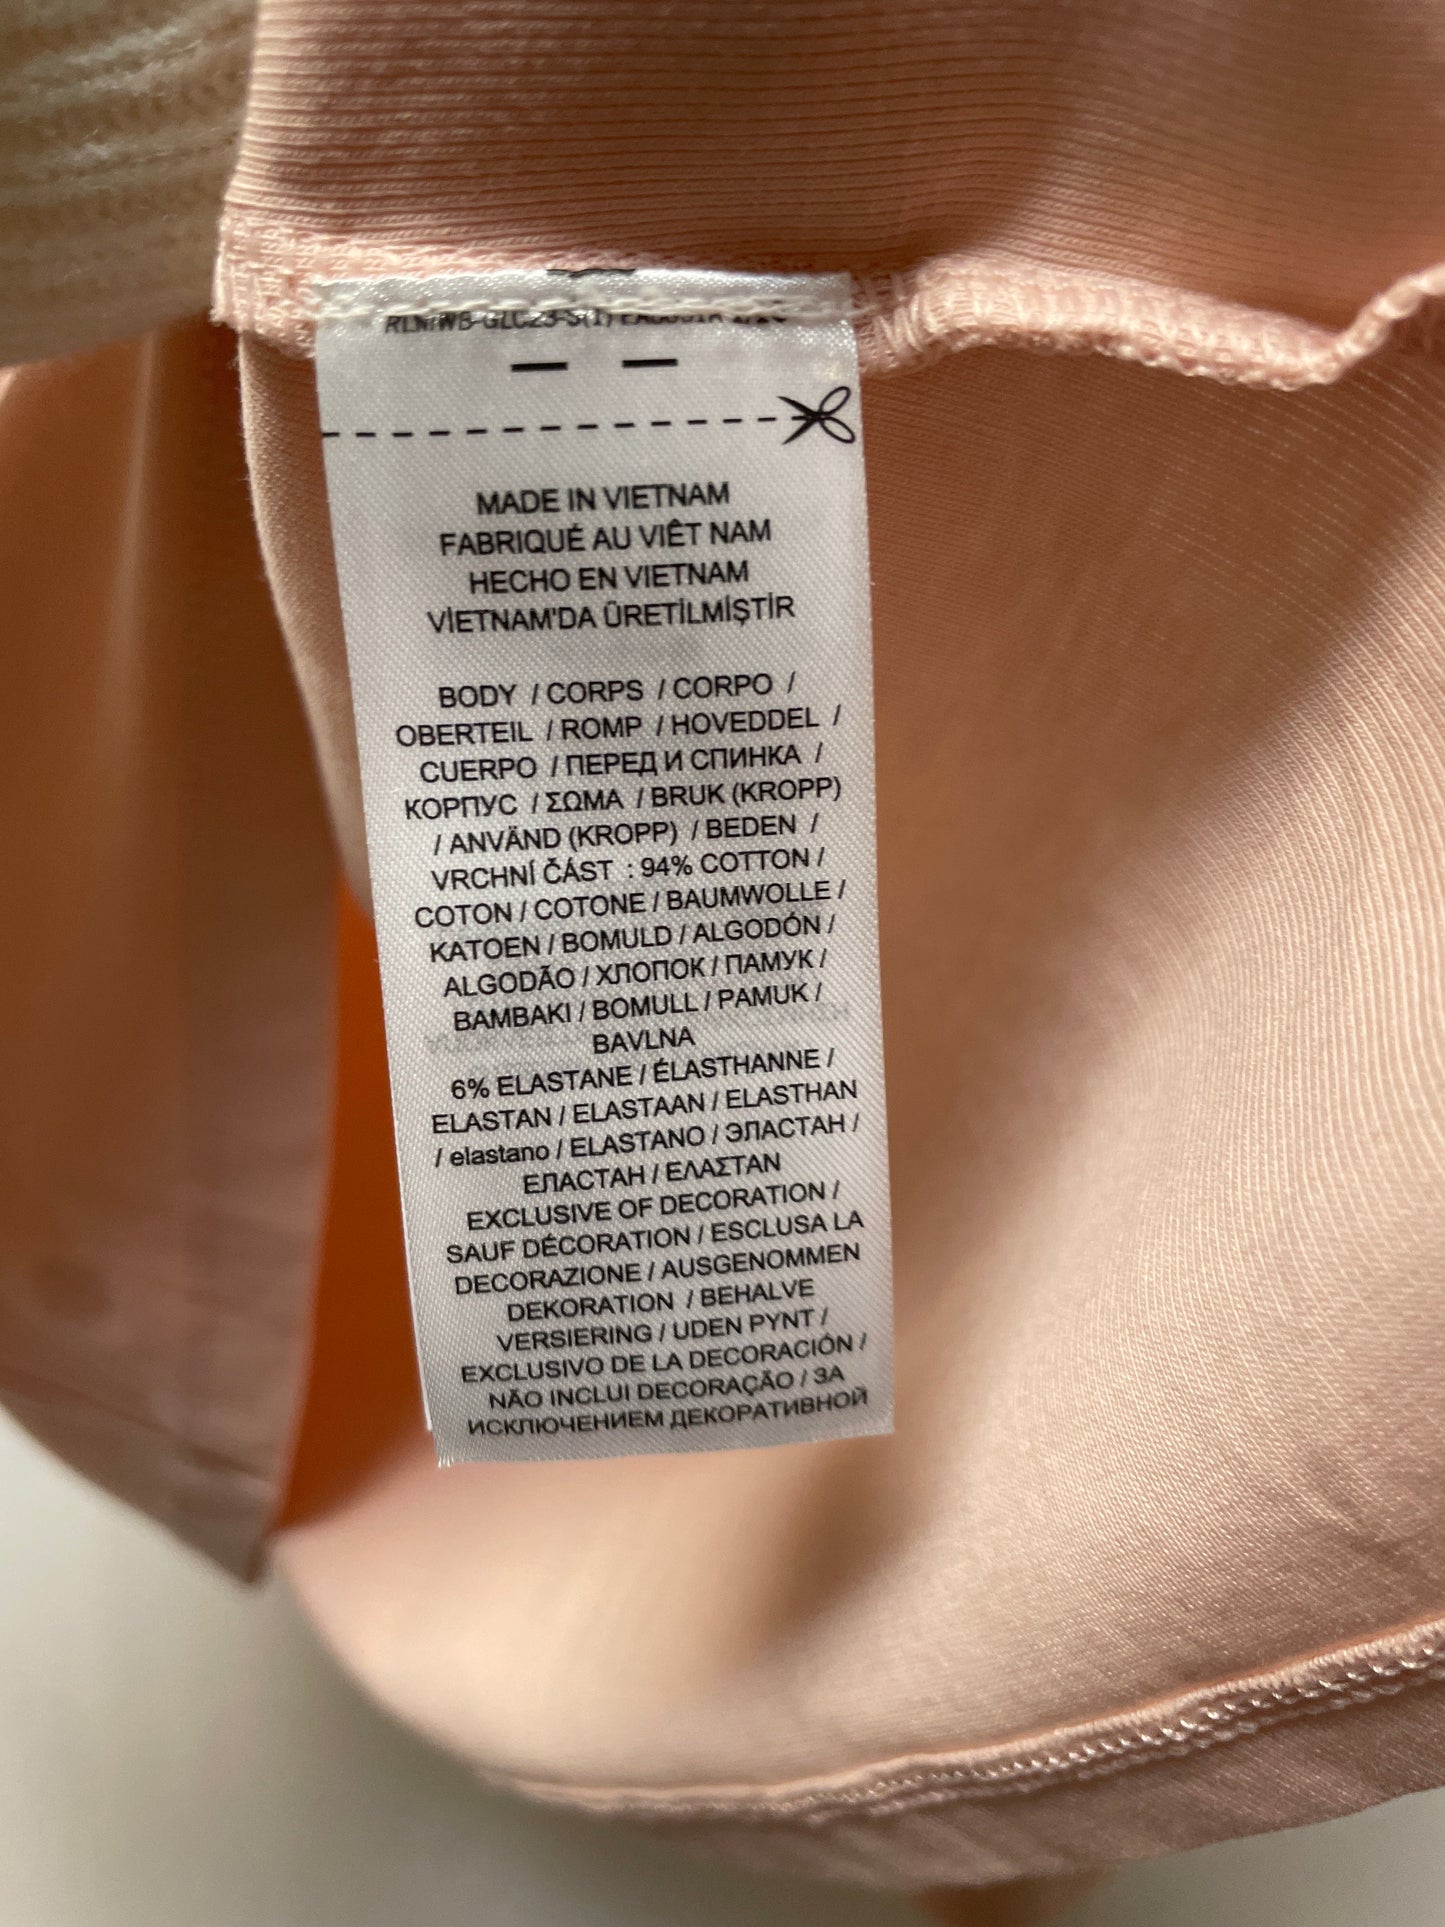 RLNIWB-GLC23-S(1)
MADE IN VIETNAM
FABRIQUÉ AU VIÊT NAM
HECHO EN VIETNAM
VİETNAM'DA ÜRETİLMİŞTİR
BODY / CORPS / CORPO /
OBERTEIL / ROMP / HOVEDDEL /
CUERPO / ПЕРЕД И СПИНКА /
КОРПУС / ΣΩΜΑ / BRUK (KROPP)
/ ANVÄND (KROPP) / BEDEN /
VRCHNÍ ČÁST : 94% COTTON /
COTON / COTONE / BAUMWOLLE /
KATOEN / BOMULD / ALGODÓN /
ALGODÃO / ХЛОПОК / ПАМУК /
BAMBAKI / BOMULL / PAMUK /
BAVLNA
6% ELASTANE / ÉLASTHANNE /
ELASTAN / ELASTAAN / ELASTHAN
/ elastano / ELASTANO / ЭЛАСТАН /
ЕЛАСТАН / ΕΛΑΣΤΑΝ
EXCLUSIVE OF DECORATION /
SAUF DÉCORATION / ESCLUSA LA
DECORAZIONE / AUSGENOMMEN
DEKORATION / BEHALVE
VERSIERING / UDEN PYNT /
EXCLUSIVO DE LA DECORACIÓN /
NÃO INCLUI DECORAÇÃO / ЗА
ИСКЛЮЧЕНИЕМ ДЕКОРАТИВНОЙ